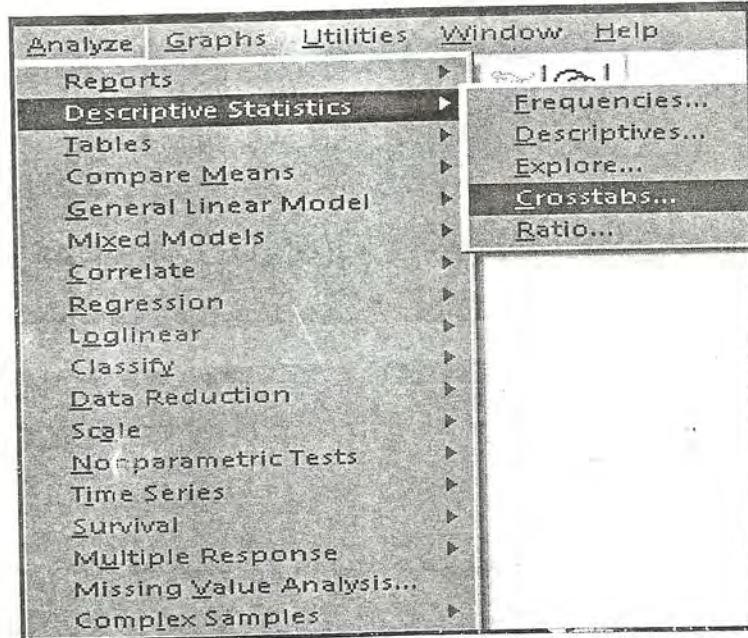 Analyze Graphs Utilities Window Help
Reports
Descriptive Statistics
Tables
Compare Means
General Linear Model
Mixed Models
Correlate
Regression
Loglinear
Classify
Data Reduction
Scale
Nonparametric Tests
Time Series
Survival
Multiple Response
Missing Value Analysis...
Complex Samples
Frequencies...
Descriptives...
Explore...
Crosstabs...
Ratio...